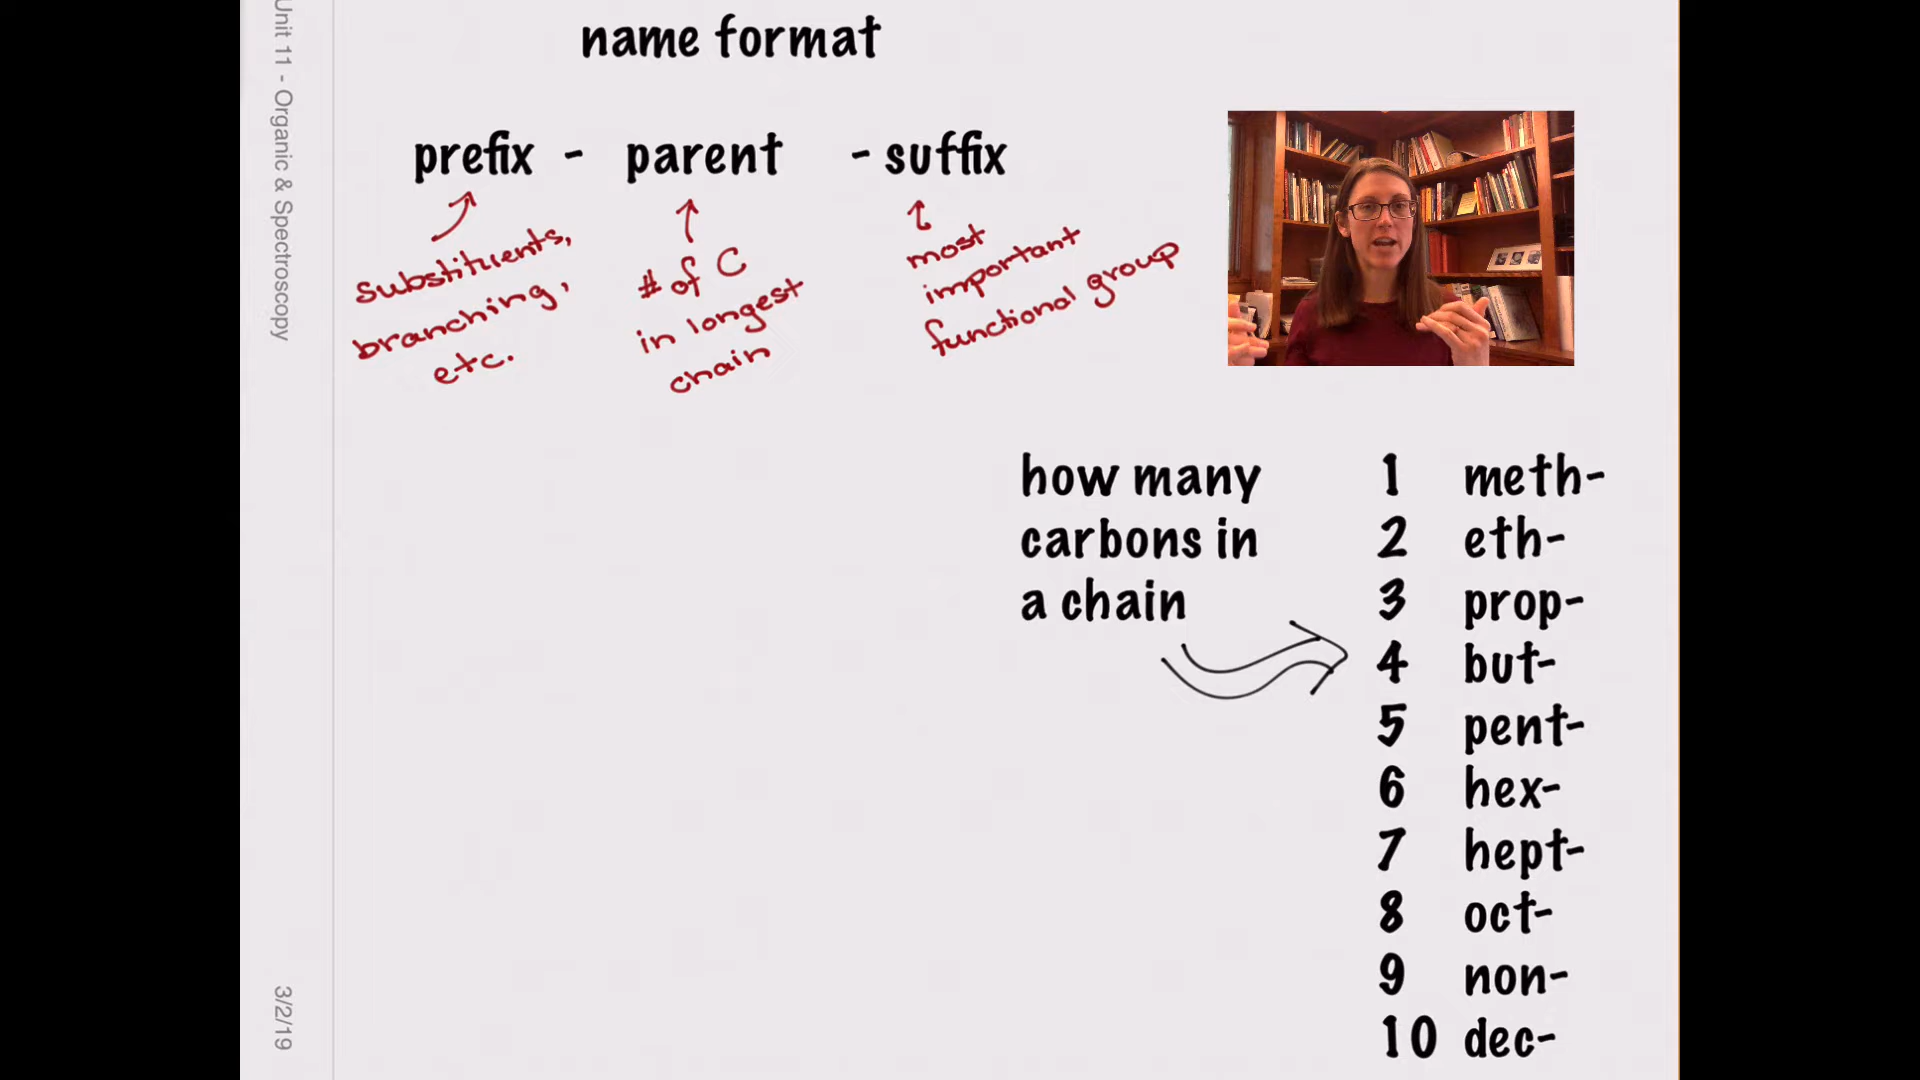 name format
prefix - parent - suffix
substituents,
branching,
etc.
# of C
in longest
chain
most
important
functional group
how many
carbons in
a chain
1 meth-
2 eth-
3 prop-
4 but-
5 pent-
6 hex-
7 hept-
8 oct-
9 non-
10 dec-
Unit 11 - Organic & Spectroscopy
3/2/19